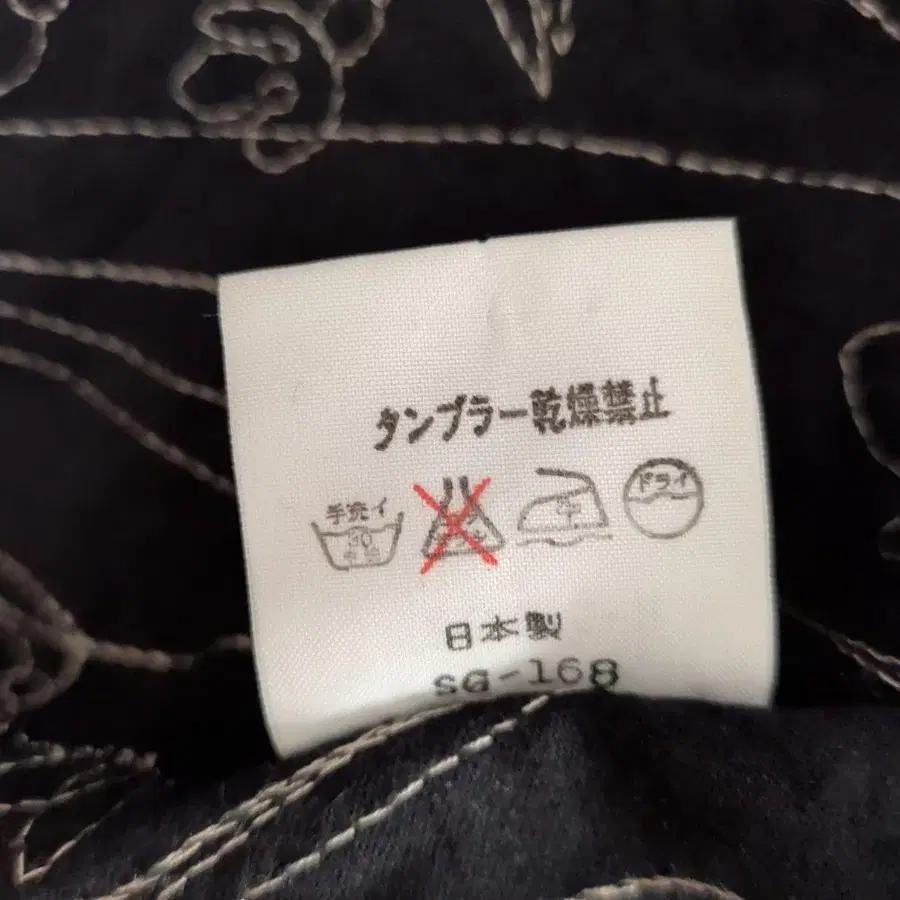 タンブラー乾燥禁止
手洗イ
30
中
ドライ
日本製
SG-168